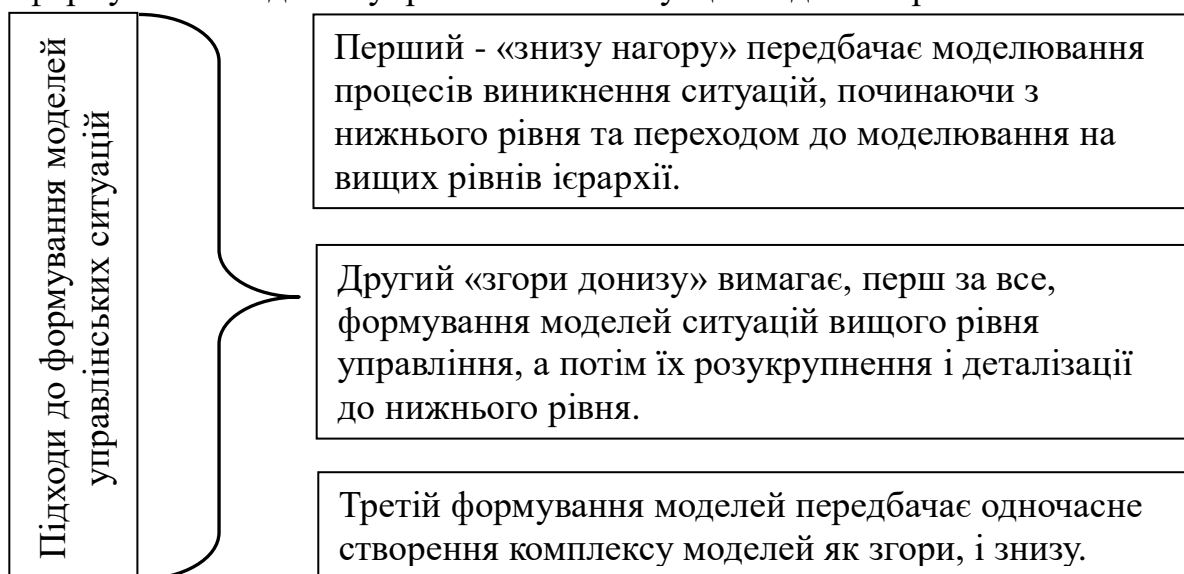 Підходи до формування моделей
управлінських ситуацій
Перший - «знизу нагору» передбачає моделювання
процесів виникнення ситуацій, починаючи з
нижнього рівня та переходом до моделювання на
вищих рівнів ієрархії.
Другий «згори донизу» вимагає, перш за все,
формування моделей ситуацій вищого рівня
управління, а потім їх розукрупнення і деталізації
до нижнього рівня.
Третій формування моделей передбачає одночасне
створення комплексу моделей як згори, і знизу.